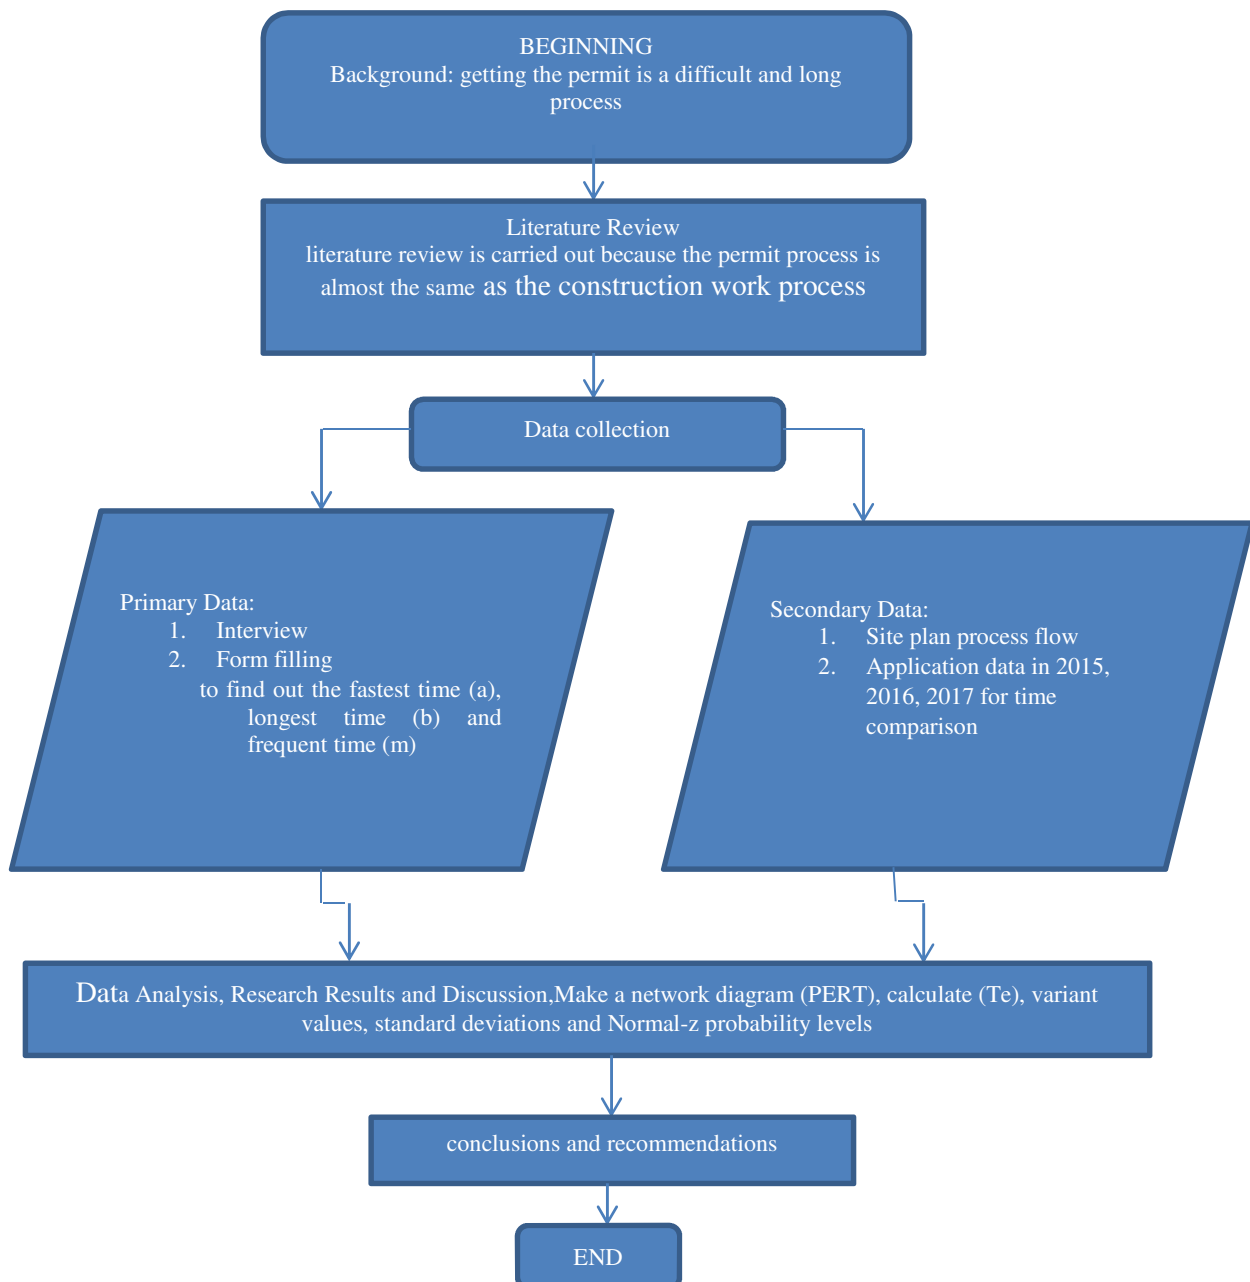 BEGINNING
Background: getting the permit is a difficult and long
process
Literature Review
literature review is carried out because the permit process is
almost the same as the construction work process
Data collection
Primary Data:
1. Interview
2. Form filling
to find out the fastest time (a),
longest time (b) and
frequent time (m)
Secondary Data:
1. Site plan process flow
2. Application data in 2015,
2016, 2017 for time
comparison
Data Analysis, Research Results and Discussion,Make a network diagram (PERT), calculate (Te), variant
values, standard deviations and Normal-z probability levels
conclusions and recommendations
END